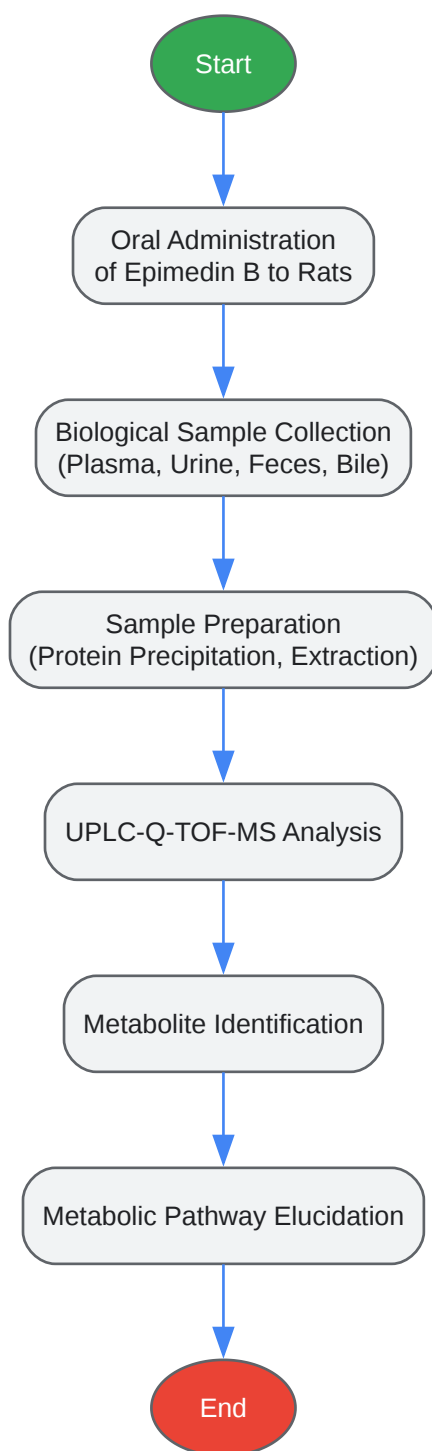 Start
Oral Administration
of Epimedin B to Rats
Biological Sample Collection
(Plasma, Urine, Feces, Bile)
Sample Preparation
(Protein Precipitation, Extraction)
UPLC-Q-TOF-MS Analysis
Metabolite Identification
Metabolic Pathway Elucidation
End